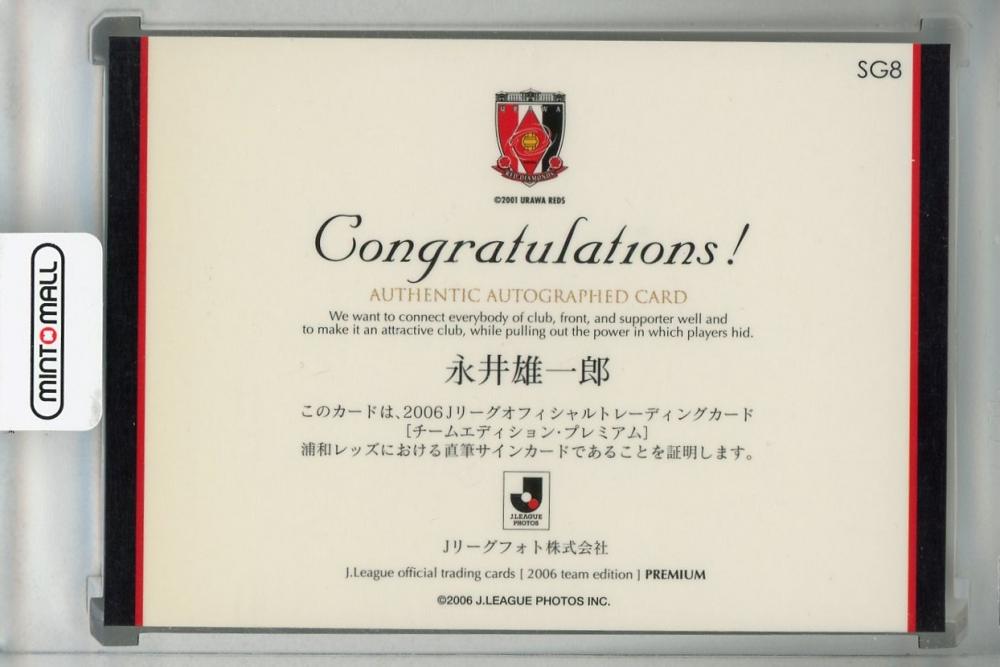 SG8
URAWA
RED DIAMONDS
©2001 URAWA REDS
Congratulations!
AUTHENTIC AUTOGRAPHED CARD
We want to connect everybody of club, front, and supporter well and
to make it an attractive club, while pulling out the power in which players hid.
永井雄一郎
このカードは、2006Jリーグオフィシャルトレーディングカード
[チームエディション・プレミアム]
浦和レッズにおける直筆サインカードであることを証明します。
J.LEAGUE
PHOTOS
Jリーグフォト株式会社
J.League official trading cards [ 2006 team edition ] PREMIUM
©2006 J.LEAGUE PHOTOS INC.
MINTMALL